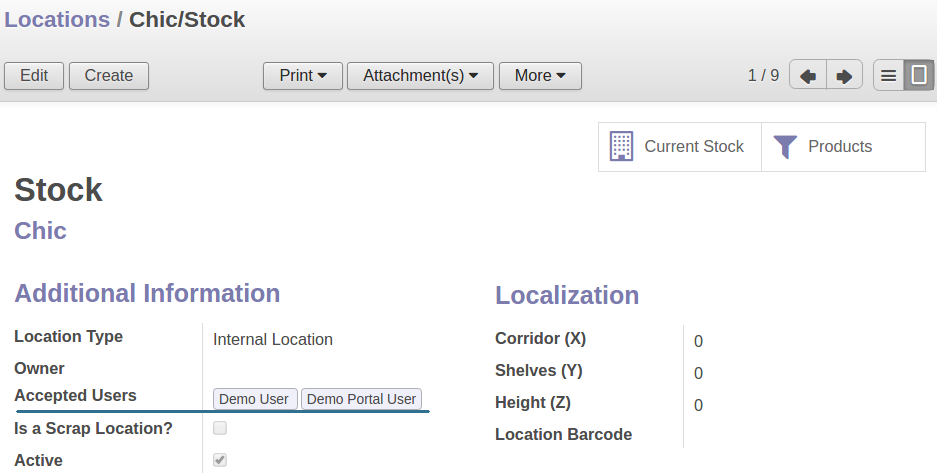 Locations / Chic/Stock
Edit Create Print Attachment(s) More 1 / 9
Current Stock Products
Stock
Chic
Additional Information
Location Type Internal Location
Owner
Accepted Users Demo User Demo Portal User
Is a Scrap Location?
Active
Localization
Corridor (X) 0
Shelves (Y) 0
Height (Z) 0
Location Barcode